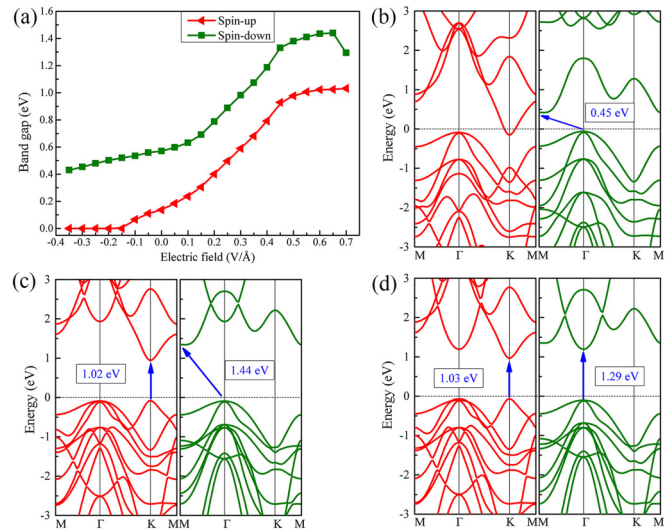 (a)
Spin-up
Spin-down
Band gap (eV)
1.4
1.2
1.0
0.8
0.6
0.4
0.2
0.0
-0.4 -0.3 -0.2 -0.1 0.0 0.1 0.2 0.3 0.4 0.5 0.6 0.7
Electric field (V/Å)
(b)
Energy (eV)
3
2
1
0
-1
-2
-3
0.45 eV
M Γ K MM Γ K M
(c)
Energy (eV)
3
2
1
0
-1
-2
-3
1.02 eV
1.44 eV
M Γ K MM Γ K M
(d)
Energy (eV)
3
2
1
0
-1
-2
-3
1.03 eV
1.29 eV
M Γ K MM Γ K M